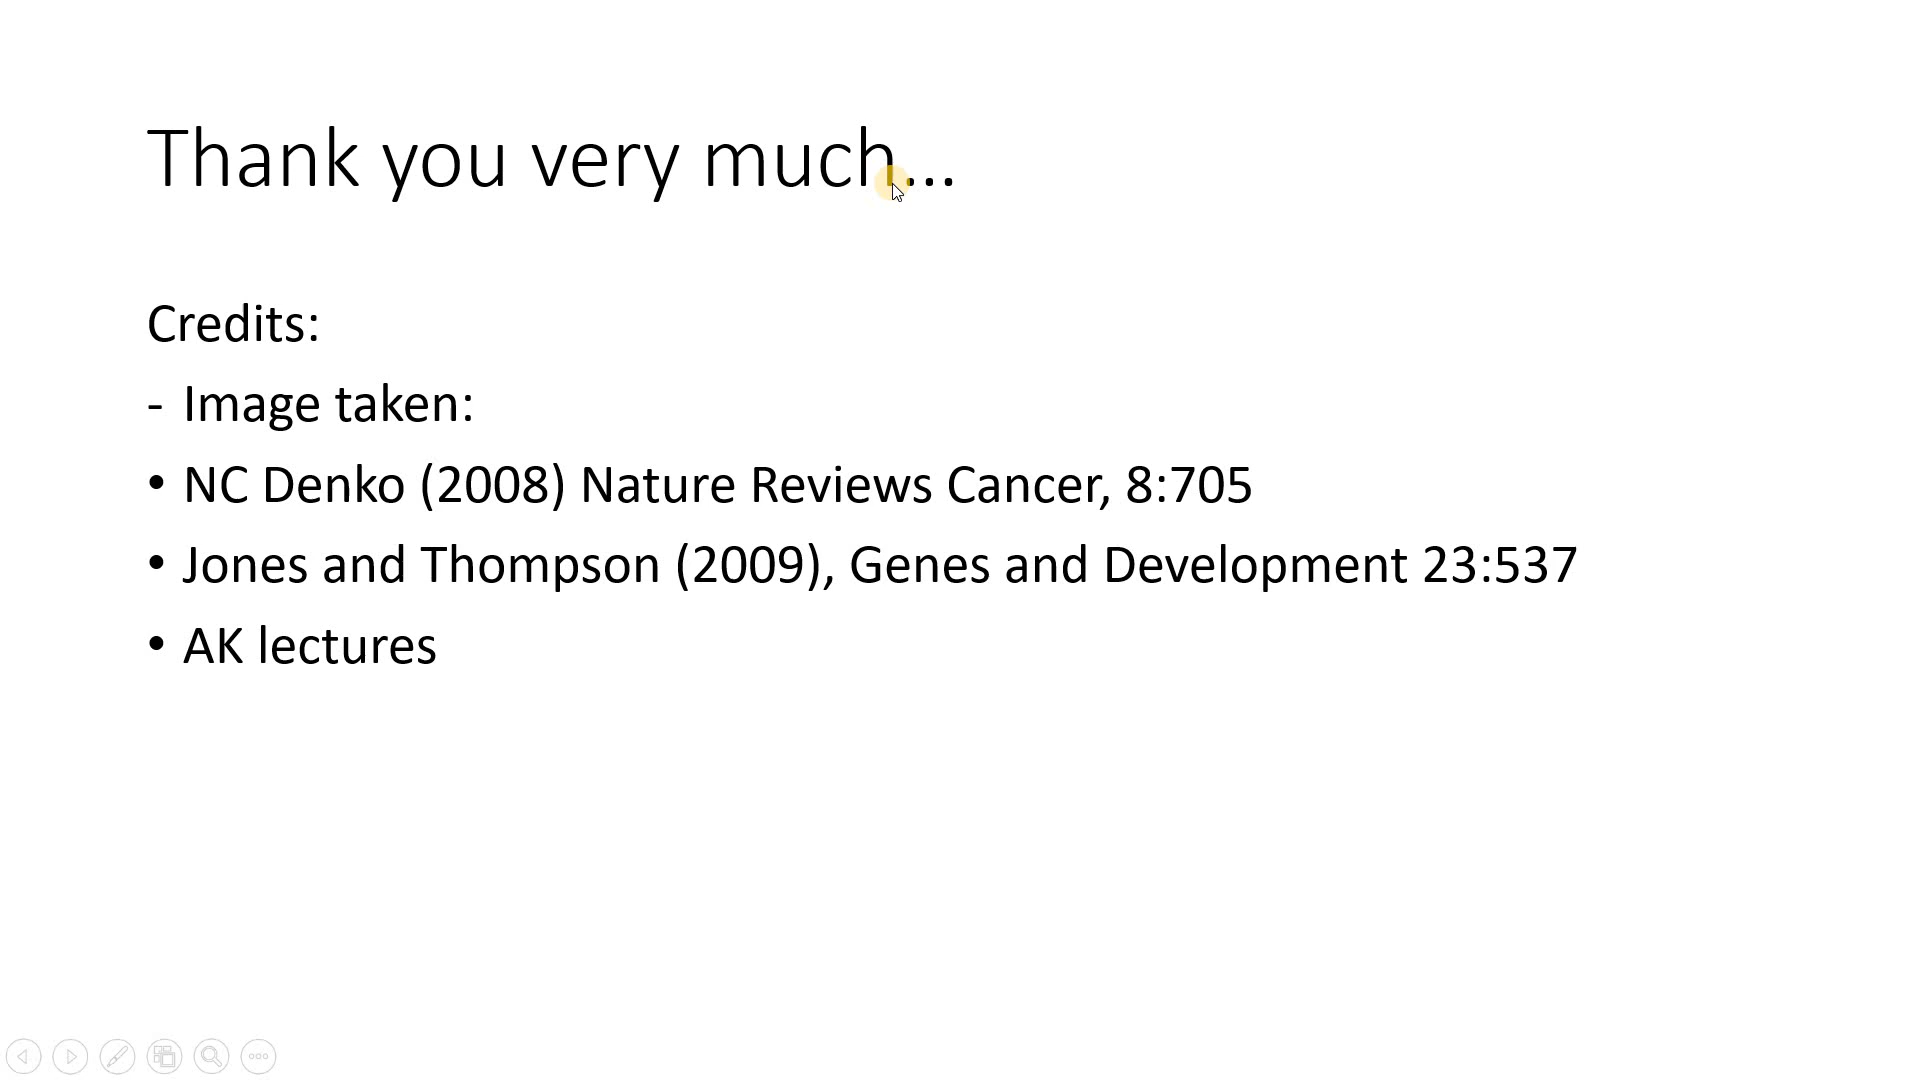 Thank you very much...
Credits:
- Image taken:
• NC Denko (2008) Nature Reviews Cancer, 8:705
• Jones and Thompson (2009), Genes and Development 23:537
• AK lectures